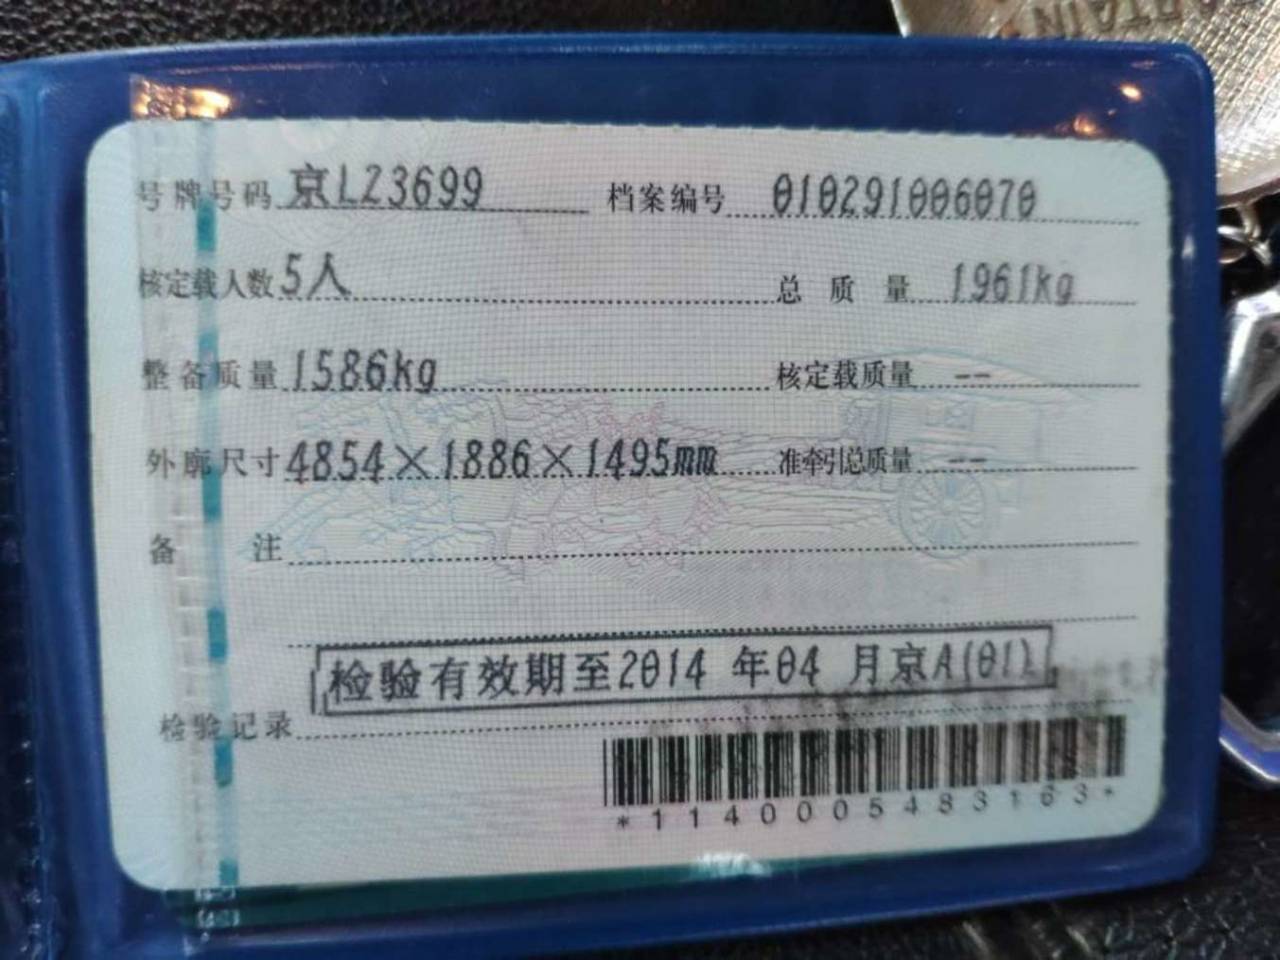 号牌号码 京LZ3699 档案编号 010291006070
核定载人数 5人 总质量 1961kg
整备质量 1586kg 核定载质量 --
外廓尺寸 4854×1886×1495mm 准牵引总质量 --
备注
检验有效期至2014年04月京A(01)
检验记录
*1140005483163*